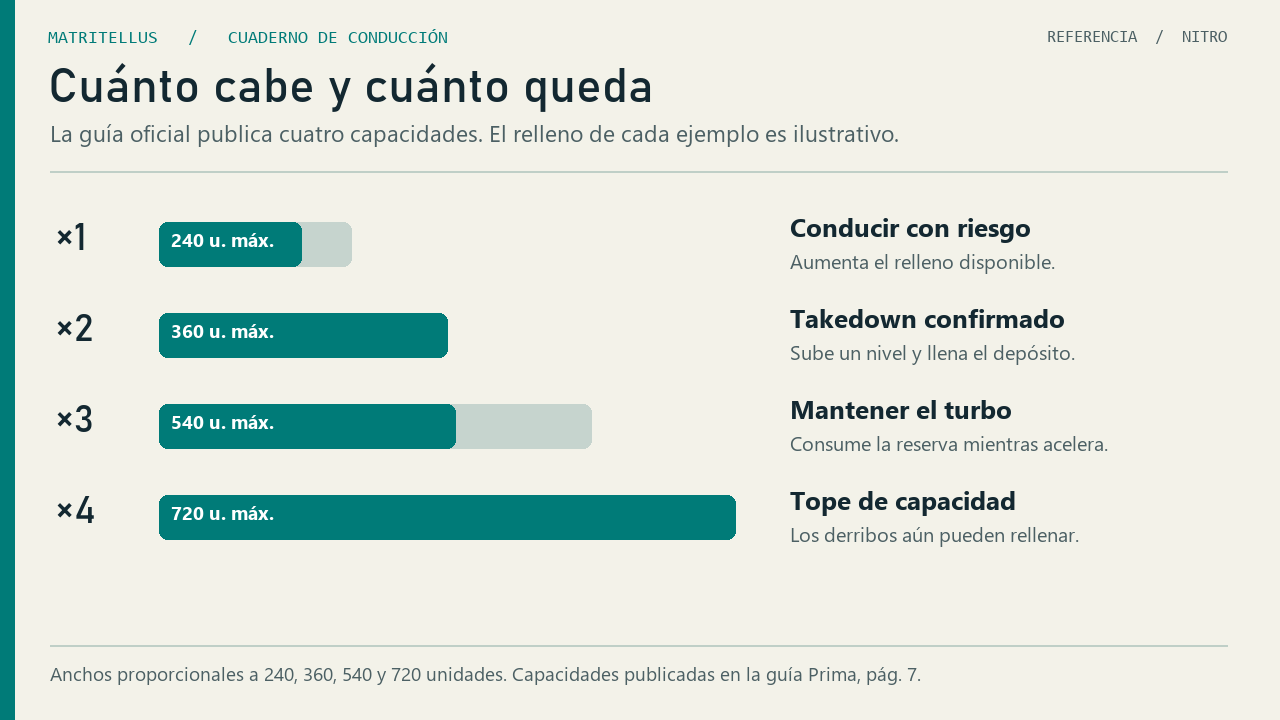 MATRITELLUS / CUADERNO DE CONDUCCIÓN
REFERENCIA / NITRO
Cuánto cabe y cuánto queda
La guía oficial publica cuatro capacidades. El relleno de cada ejemplo es ilustrativo.
×1
240 u. máx.
Conducir con riesgo
Aumenta el relleno disponible.
×2
360 u. máx.
Takedown confirmado
Sube un nivel y llena el depósito.
×3
540 u. máx.
Mantener el turbo
Consume la reserva mientras acelera.
×4
720 u. máx.
Tope de capacidad
Los derribos aún pueden rellenar.
Anchos proporcionales a 240, 360, 540 y 720 unidades. Capacidades publicadas en la guía Prima, pág. 7.